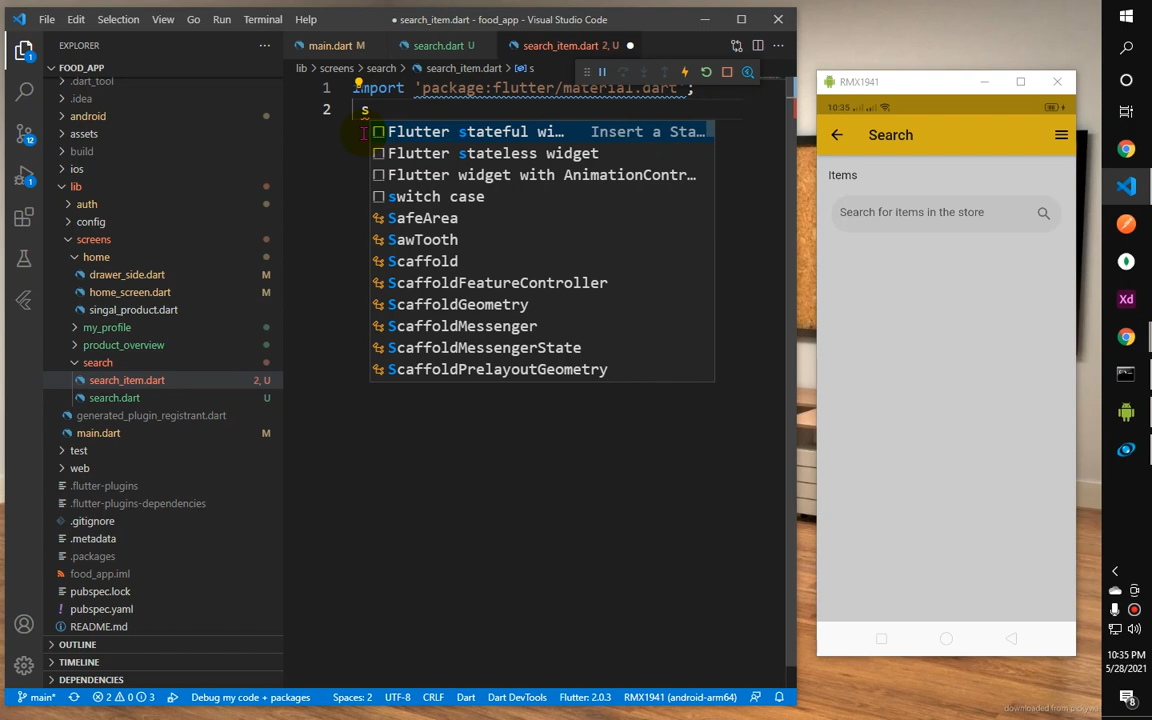 File Edit Selection View Go Run Terminal Help
● search_item.dart - food_app - Visual Studio Code
EXPLORER
FOOD_APP
.dart_tool
.idea
android
assets
build
ios
lib
auth
config
screens
home
drawer_side.dart M
home_screen.dart M
singal_product.dart
my_profile
product_overview
search
search_item.dart 2, U
search.dart U
generated_plugin_registrant.dart
main.dart M
test
web
.flutter-plugins
.flutter-plugins-dependencies
.gitignore
.metadata
.packages
food_app.iml
pubspec.lock
pubspec.yaml
README.md
OUTLINE
TIMELINE
DEPENDENCIES
main.dart M search.dart U search_item.dart 2, U ●
lib > screens > search > search_item.dart > s
1 import 'package:flutter/material.dart';
2 s
Flutter stateful wi... Insert a Sta...
Flutter stateless widget
Flutter widget with AnimationContr...
switch case
SafeArea
SawTooth
Scaffold
ScaffoldFeatureController
ScaffoldGeometry
ScaffoldMessenger
ScaffoldMessengerState
ScaffoldPrelayoutGeometry
main* 2 0 3 Debug my code + packages Spaces: 2 UTF-8 CRLF Dart Dart DevTools Flutter: 2.0.3 RMX1941 (android-arm64)
RMX1941
10:35
Search
Items
Search for items in the store
Xd
10:35 PM
5/28/2021
8